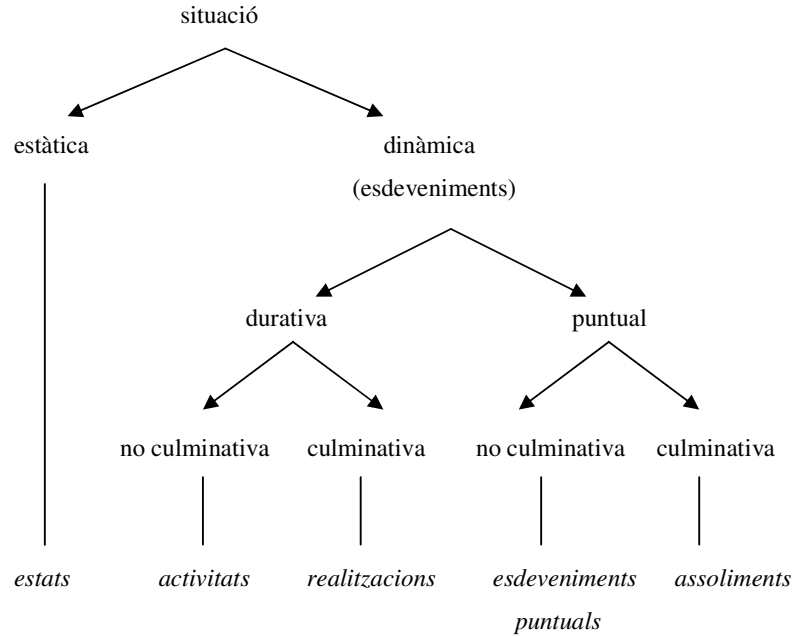 situació
estàtica
dinàmica
(esdeveniments)
durativa
puntual
no culminativa
culminativa
no culminativa
culminativa
estats
activitats
realitzacions
esdeveniments
puntuals
assoliments